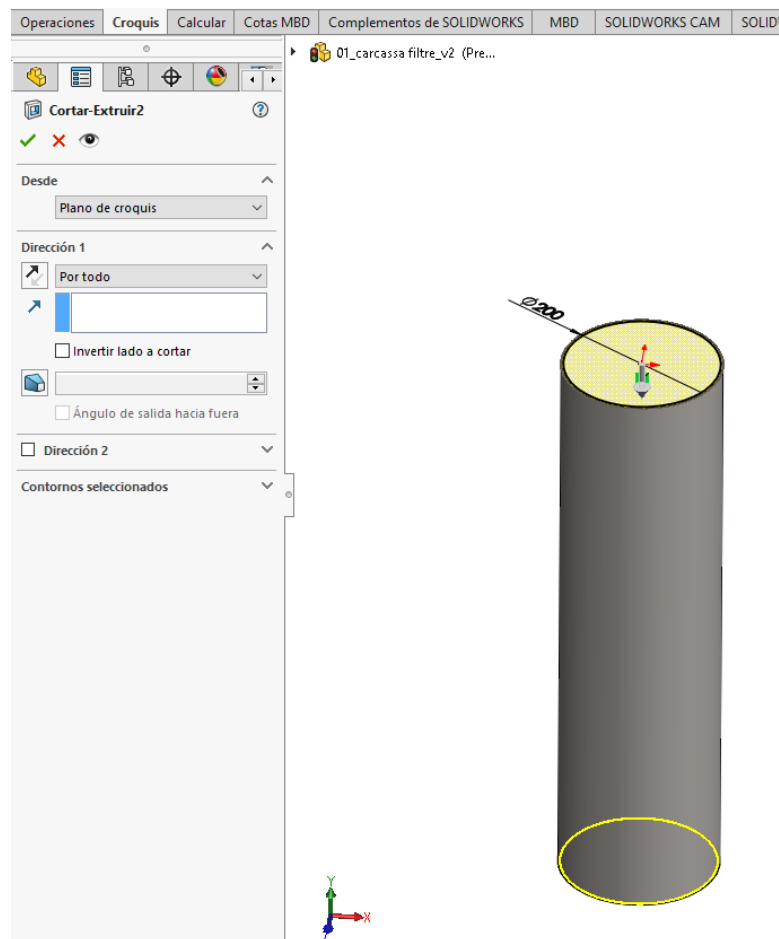 Operaciones Croquis Calcular Cotas MBD Complementos de SOLIDWORKS MBD SOLIDWORKS CAM SOLID
01_carcassa filtre_v2 (Pre...
Cortar-Extruir2
Desde
Plano de croquis
Dirección 1
Por todo
Invertir lado a cortar
Ángulo de salida hacia fuera
Dirección 2
Contornos seleccionados
Ø200
Y
X